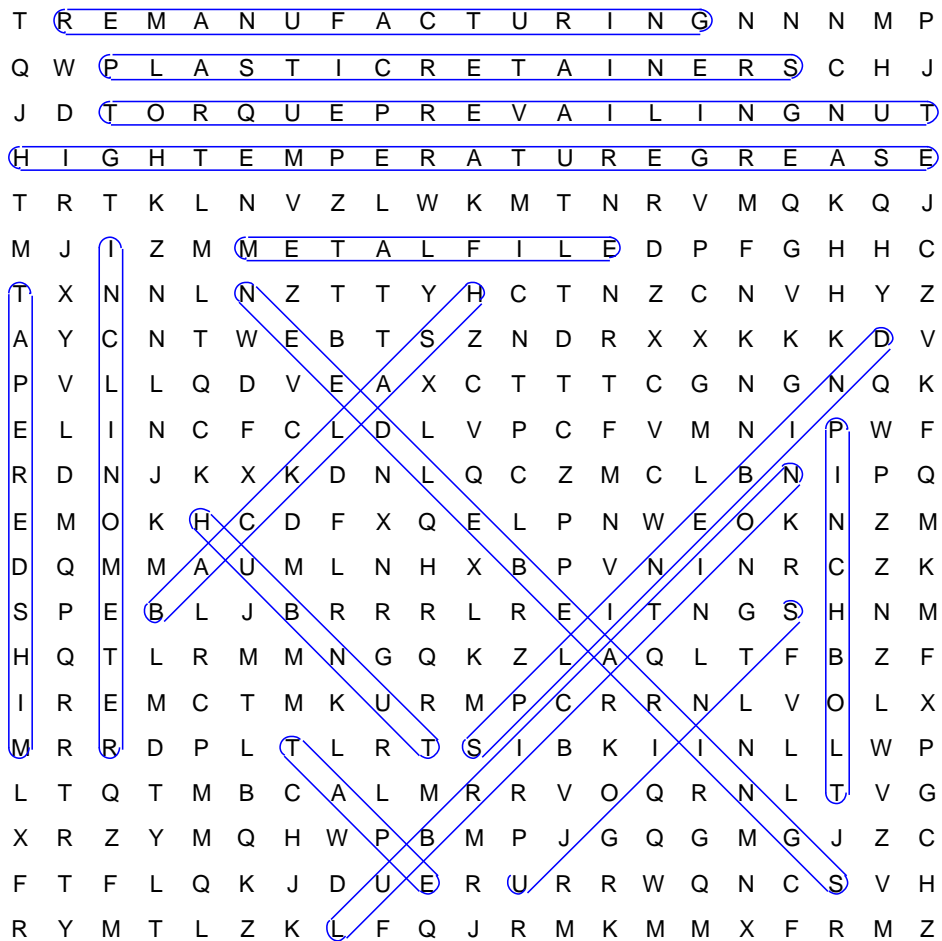 T R E M A N U F A C T U R I N G N N N M P
Q W P L A S T I C R E T A I N E R S C H J
J D T O R Q U E P R E V A I L I N G N U T
H I G H T E M P E R A T U R E G R E A S E
T R T K L N V Z L W K M T N R V M Q K Q J
M J I Z M M E T A L F I L E D P F G H H C
T X N N L N Z T T Y H C T N Z C N V H Y Z
A Y C N T W E B T S Z N D R X X K K K D V
P V L L Q D V E A X C T T T C G N G N Q K
E L I N C F C L D L V P C F V M N I P W F
R D N J K X K D N L Q C Z M C L B N I P Q
E M O K H C D F X Q E L P N W E O K N Z M
D Q M M A U M L N H X B P V N I N R C Z K
S P E B L J B R R R L R E I T N G S H N M
H Q T L R M M N G Q K Z L A Q L T F B Z F
I R E M C T M K U R M P C R R N L V O L X
M R R D P L T L R T S I B K I I N L L W P
L T Q T M B C A L M R R V O Q R N L T V G
X R Z Y M Q H W P B M P J G Q G M G J Z C
F T F L Q K J D U E R U R R W Q N C S V H
R Y M T L Z K L F Q J R M K M M X F R M Z